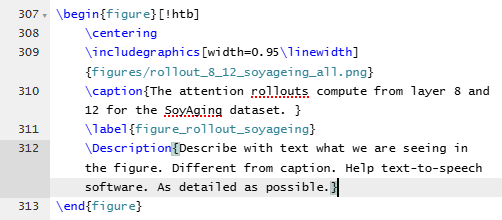 307 \begin{figure}[!htb]
308 \centering
309 \includegraphics[width=0.95\linewidth]
{figures/rollout_8_12_soyageing_all.png}
310 \caption{The attention rollouts compute from layer 8 and
12 for the SoyAging dataset. }
311 \label{figure_rollout_soyageing}
312 \Description{Describe with text what we are seeing in
the figure. Different from caption. Help text-to-speech
software. As detailed as possible.}
313 \end{figure}